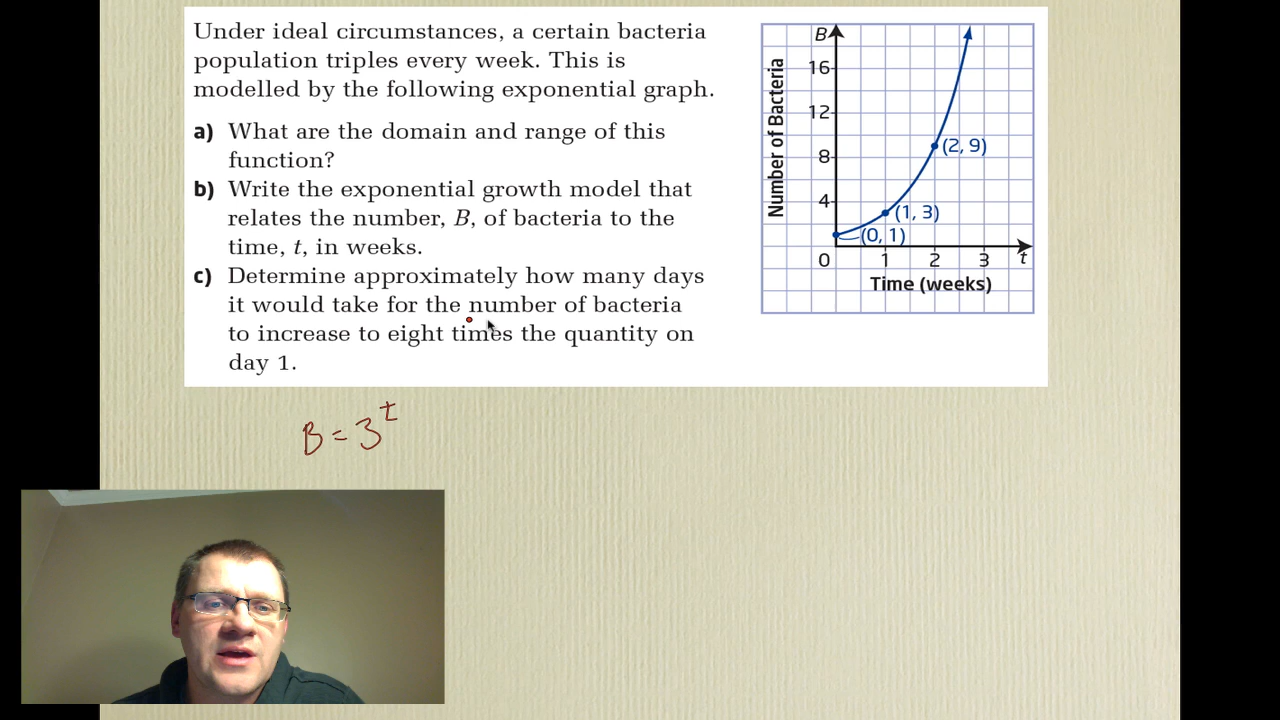 Under ideal circumstances, a certain bacteria
population triples every week. This is
modelled by the following exponential graph.
a) What are the domain and range of this
function?
b) Write the exponential growth model that
relates the number, B, of bacteria to the
time, t, in weeks.
c) Determine approximately how many days
it would take for the number of bacteria
to increase to eight times the quantity on
day 1.
B
16
12
8
4
0
1
2
3
t
(2, 9)
(1, 3)
(0, 1)
Number of Bacteria
Time (weeks)
B = 3^t